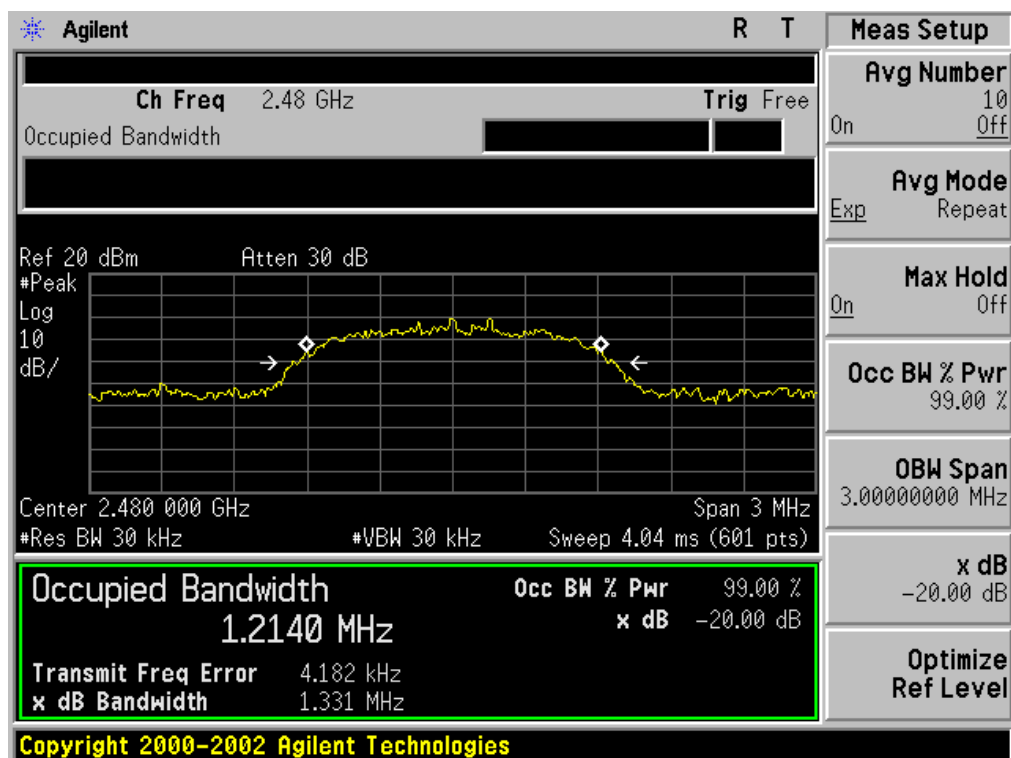 Agilent R T
Ch Freq 2.48 GHz Trig Free
Occupied Bandwidth
Ref 20 dBm Atten 30 dB
#Peak
Log
10
dB/
Center 2.480 000 GHz Span 3 MHz
#Res BW 30 kHz #VBW 30 kHz Sweep 4.04 ms (601 pts)
Occupied Bandwidth Occ BW % Pwr 99.00 %
1.2140 MHz x dB -20.00 dB
Transmit Freq Error 4.182 kHz
x dB Bandwidth 1.331 MHz
Copyright 2000-2002 Agilent Technologies
Meas Setup
Avg Number
10
On Off
Avg Mode
Exp Repeat
Max Hold
On Off
Occ BW % Pwr
99.00 %
OBW Span
3.00000000 MHz
x dB
-20.00 dB
Optimize
Ref Level